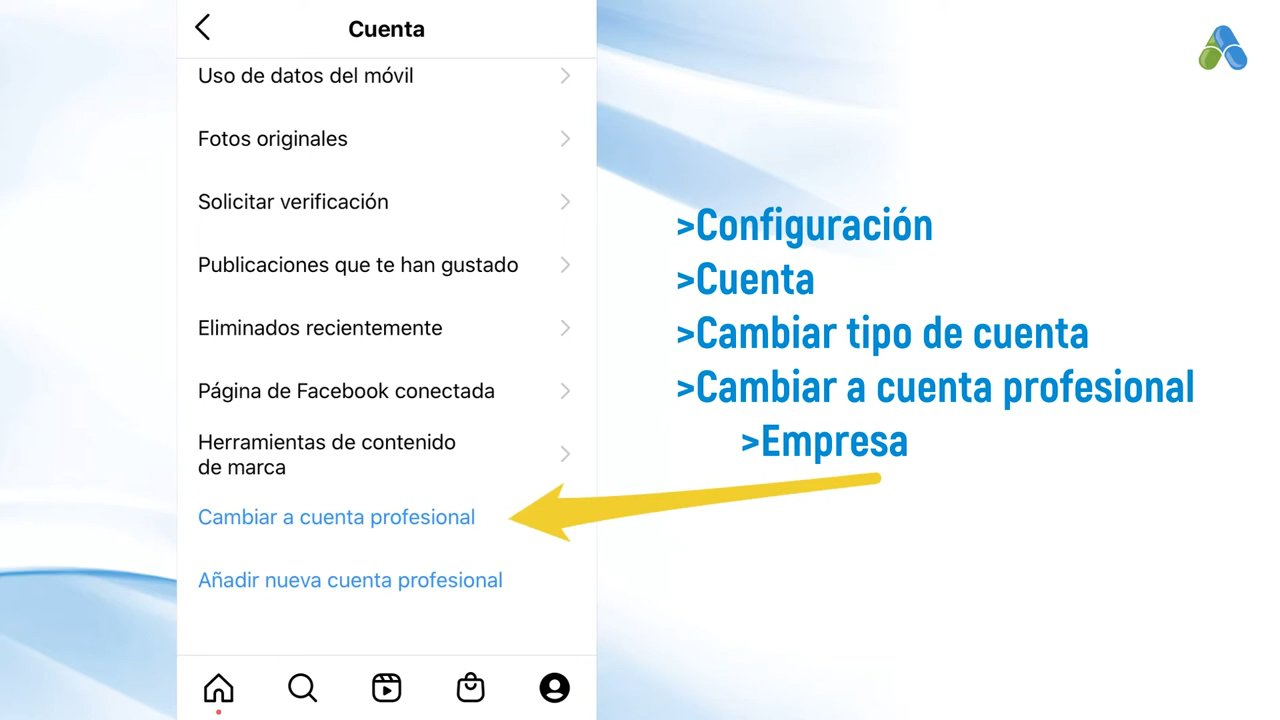 Cuenta
Uso de datos del móvil
Fotos originales
Solicitar verificación
Publicaciones que te han gustado
Eliminados recientemente
Página de Facebook conectada
Herramientas de contenido
de marca
Cambiar a cuenta profesional
Añadir nueva cuenta profesional
>Configuración
>Cuenta
>Cambiar tipo de cuenta
>Cambiar a cuenta profesional
>Empresa